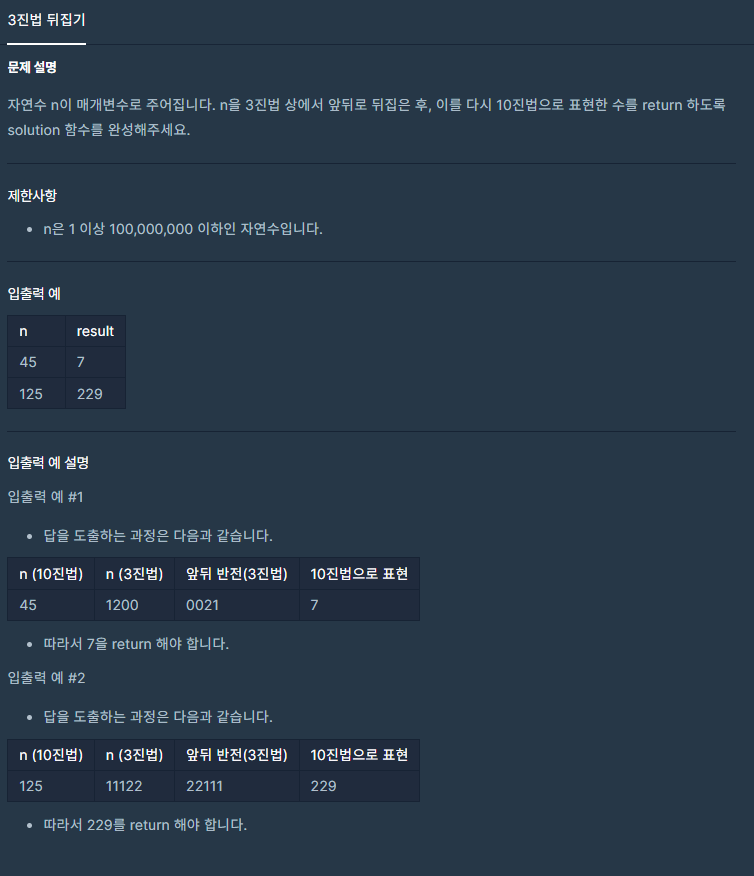 3진법 뒤집기
문제 설명
자연수 n이 매개변수로 주어집니다. n을 3진법 상에서 앞뒤로 뒤집은 후, 이를 다시 10진법으로 표현한 수를 return 하도록
solution 함수를 완성해주세요.
제한사항
• n은 1 이상 100,000,000 이하인 자연수입니다.
입출력 예
n result
45 7
125 229
입출력 예 설명
입출력 예 #1
• 답을 도출하는 과정은 다음과 같습니다.
n (10진법) n (3진법) 앞뒤 반전(3진법) 10진법으로 표현
45 1200 0021 7
• 따라서 7을 return 해야 합니다.
입출력 예 #2
• 답을 도출하는 과정은 다음과 같습니다.
n (10진법) n (3진법) 앞뒤 반전(3진법) 10진법으로 표현
125 11122 22111 229
• 따라서 229를 return 해야 합니다.